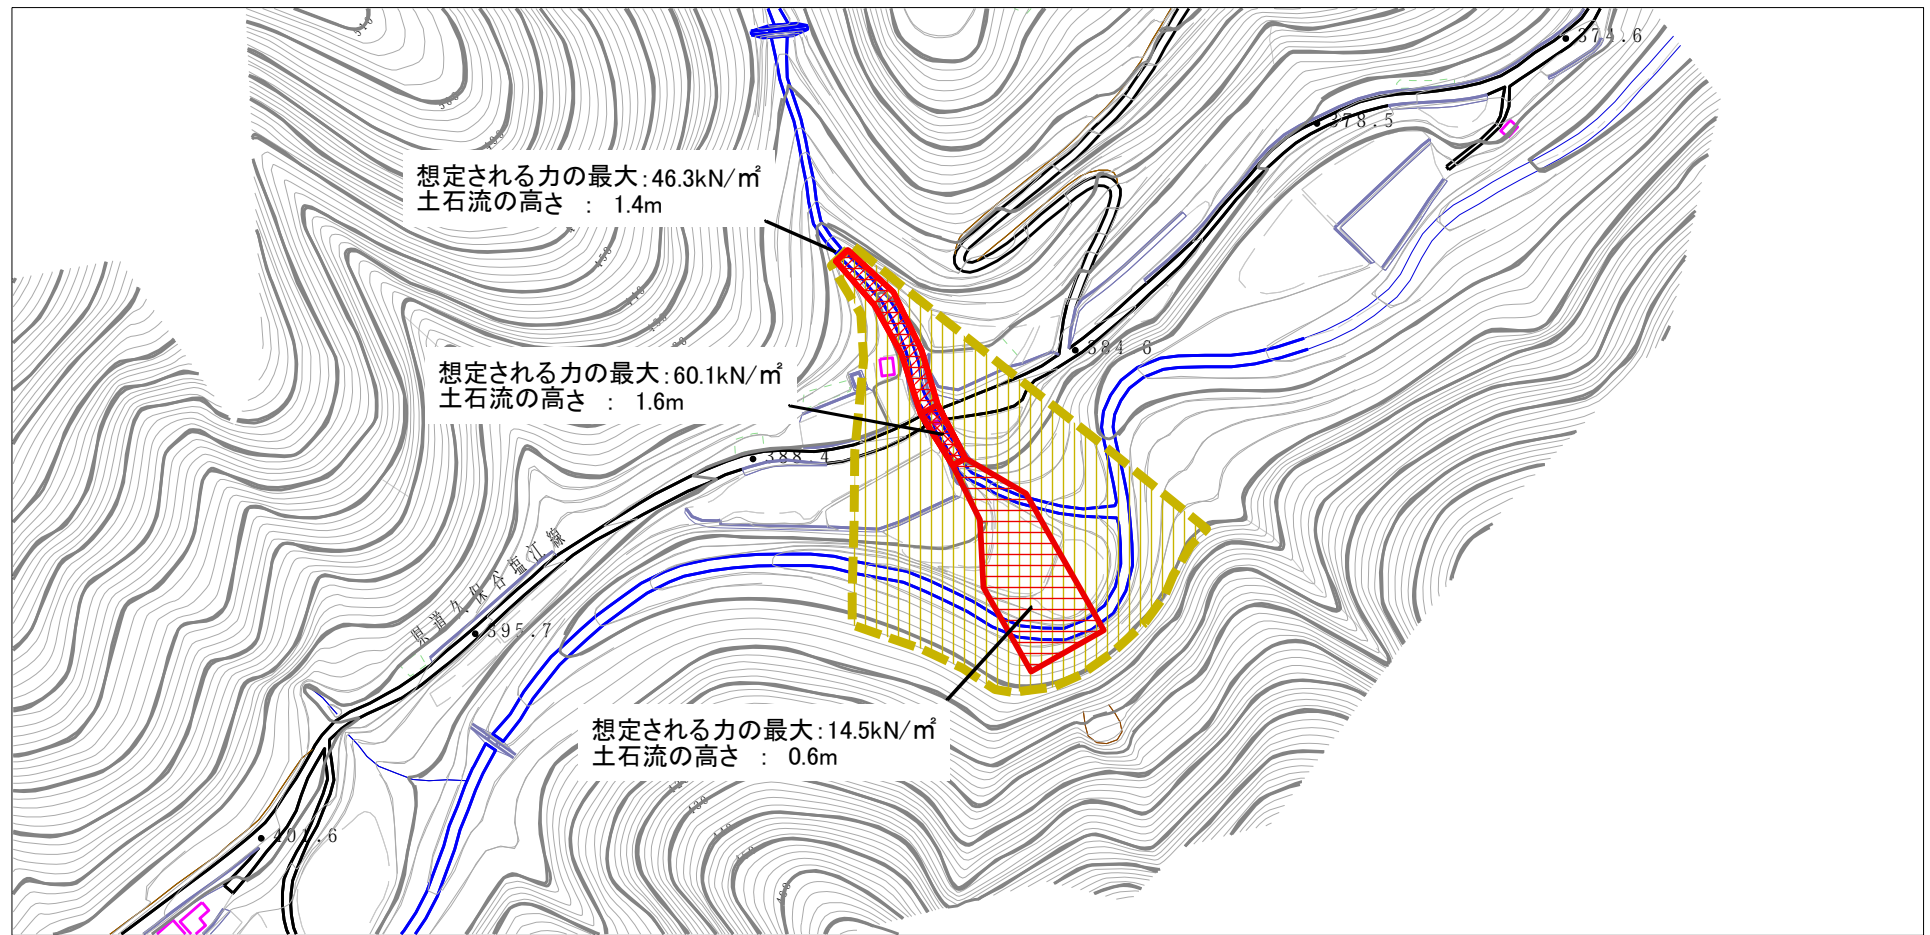 374.6
378.5
想定される力の最大:46.3kN/㎡
土石流の高さ : 1.4m
384.6
想定される力の最大:60.1kN/㎡
土石流の高さ : 1.6m
388.4
県道久保谷塩江線
395.7
想定される力の最大:14.5kN/㎡
土石流の高さ : 0.6m
401.6